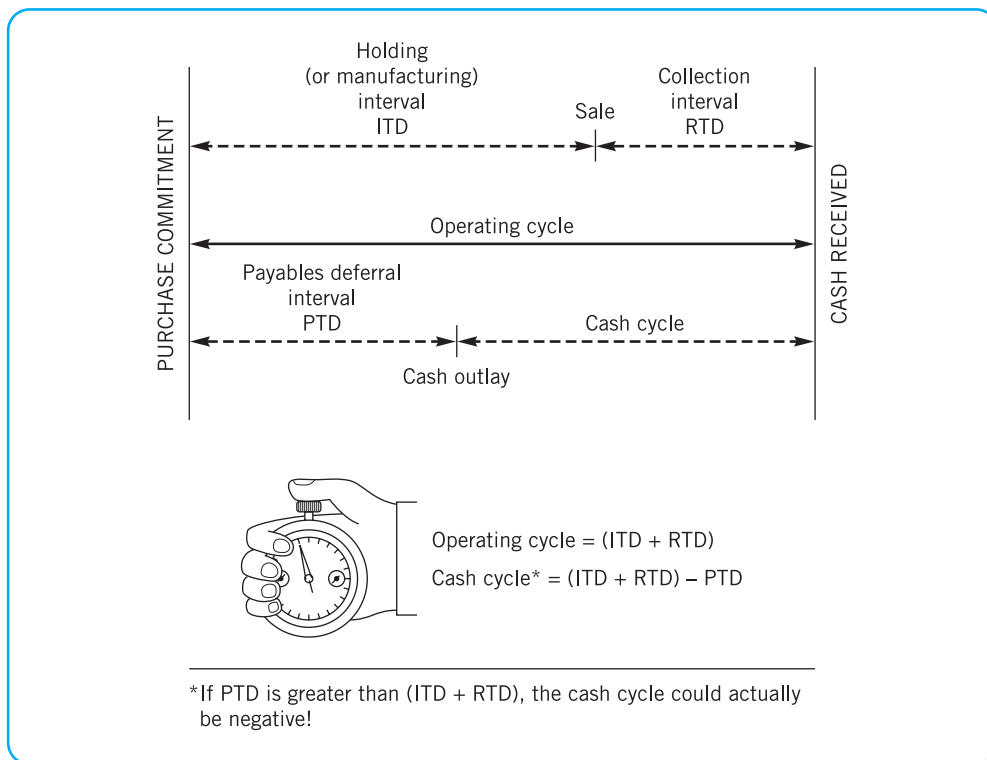 Holding
(or manufacturing)
interval
ITD
Collection
interval
RTD
Sale
PURCHASE COMMITMENT
CASH RECEIVED
Operating cycle
Payables deferral
interval
PTD
Cash cycle
Cash outlay
Operating cycle = (ITD + RTD)
Cash cycle* = (ITD + RTD) – PTD
*If PTD is greater than (ITD + RTD), the cash cycle could actually
be negative!